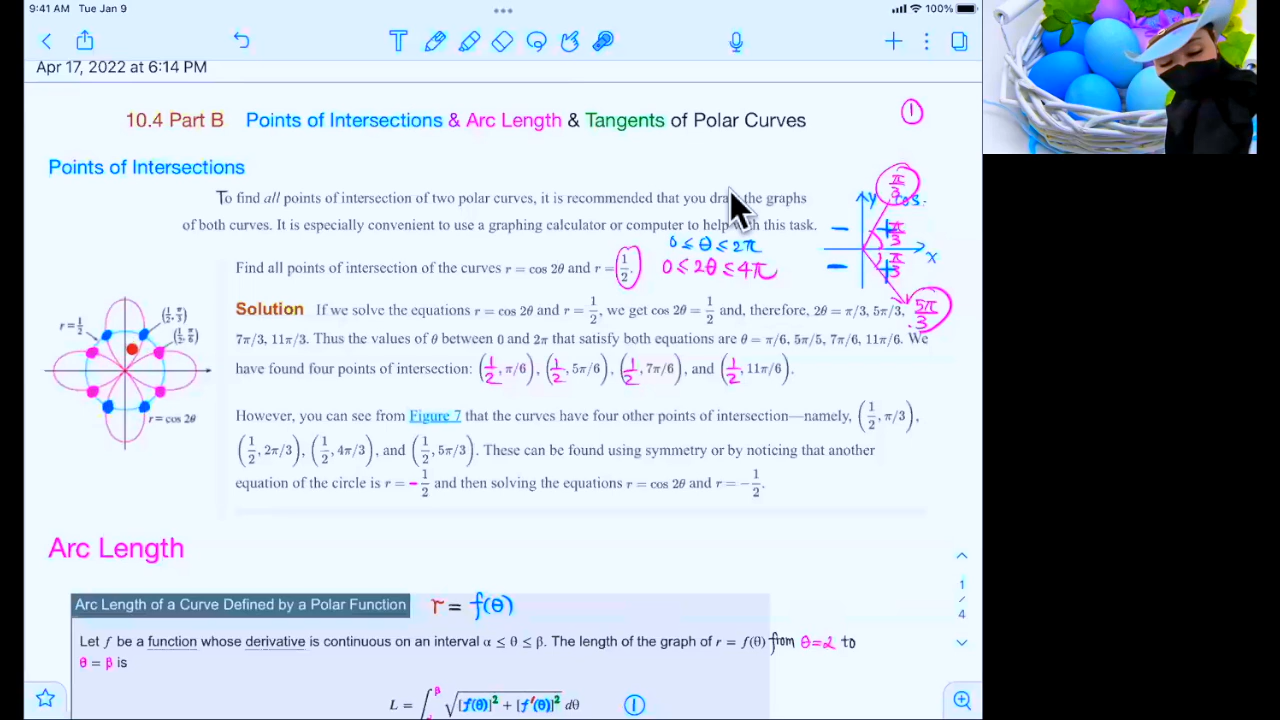 9:41 AM Tue Jan 9
100%
Apr 17, 2022 at 6:14 PM
10.4 Part B Points of Intersections & Arc Length & Tangents of Polar Curves
①
Points of Intersections
To find all points of intersection of two polar curves, it is recommended that you draw the graphs
of both curves. It is especially convenient to use a graphing calculator or computer to help with this task.
0 ≤ θ ≤ 2π
Find all points of intersection of the curves r = cos 2θ and r = 1/2.
0 ≤ 2θ ≤ 4π
π/3
y
cos.
− +
π/3
π/3
x
− +
5π/3
Solution If we solve the equations r = cos 2θ and r = 1/2, we get cos 2θ = 1/2 and, therefore, 2θ = π/3, 5π/3,
7π/3, 11π/3. Thus the values of θ between 0 and 2π that satisfy both equations are θ = π/6, 5π/5, 7π/6, 11π/6. We
have found four points of intersection: (1/2, π/6), (1/2, 5π/6), (1/2, 7π/6), and (1/2, 11π/6).
r = 1/2
(1/2, π/3)
(1/2, π/6)
r = cos 2θ
However, you can see from Figure 7 that the curves have four other points of intersection—namely, (1/2, π/3),
(1/2, 2π/3), (1/2, 4π/3), and (1/2, 5π/3). These can be found using symmetry or by noticing that another
equation of the circle is r = -1/2 and then solving the equations r = cos 2θ and r = −1/2.
Arc Length
Arc Length of a Curve Defined by a Polar Function r = f(θ)
Let f be a function whose derivative is continuous on an interval α ≤ θ ≤ β. The length of the graph of r = f(θ) from θ=α to
θ = β is
L = ∫ β √([f(θ)]² + [f'(θ)]²) dθ ①
1
/
4